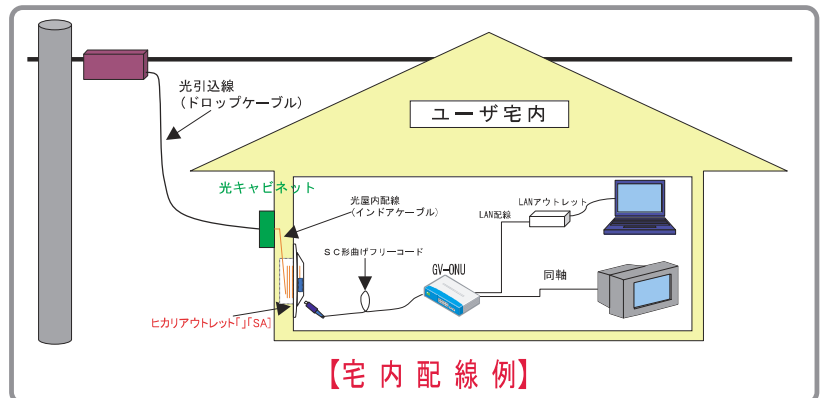 光引込線
(ドロップケーブル)
ユーザ宅内
光キャビネット
光屋内配線
(インドアケーブル)
LANアウトレット
LAN配線
SC形曲げフリーコード
GV-ONU
同軸
ヒカリアウトレット「J」「SA]
【宅内配線例】